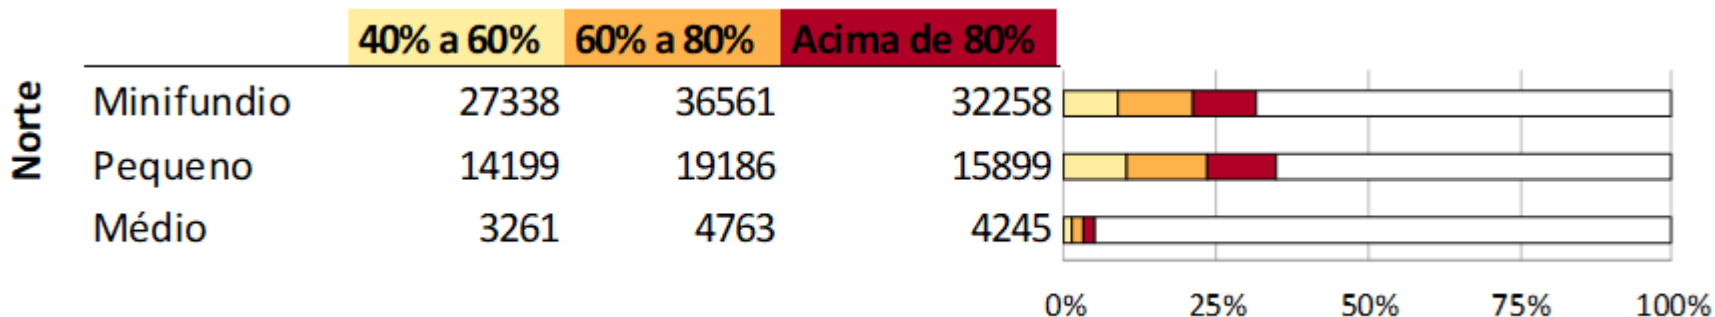 40% a 60% 60% a 80% Acima de 80%
Norte
Minifundio 27338 36561 32258
Pequeno 14199 19186 15899
Médio 3261 4763 4245
0% 25% 50% 75% 100%